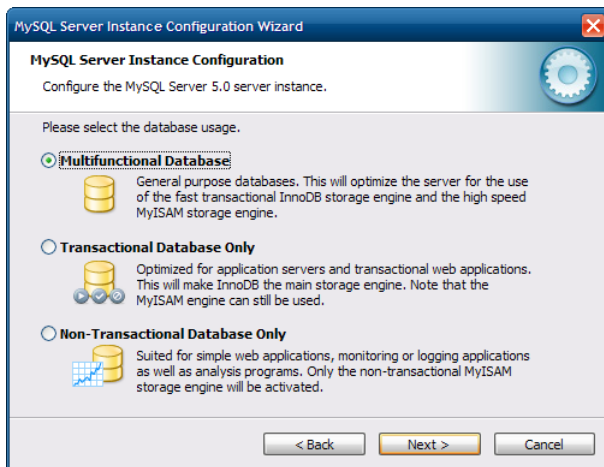 MySQL Server Instance Configuration Wizard
MySQL Server Instance Configuration
Configure the MySQL Server 5.0 server instance.
Please select the database usage.
Multifunctional Database
General purpose databases. This will optimize the server for the use
of the fast transactional InnoDB storage engine and the high speed
MyISAM storage engine.
Transactional Database Only
Optimized for application servers and transactional web applications.
This will make InnoDB the main storage engine. Note that the
MyISAM engine can still be used.
Non-Transactional Database Only
Suited for simple web applications, monitoring or logging applications
as well as analysis programs. Only the non-transactional MyISAM
storage engine will be activated.
< Back
Next >
Cancel